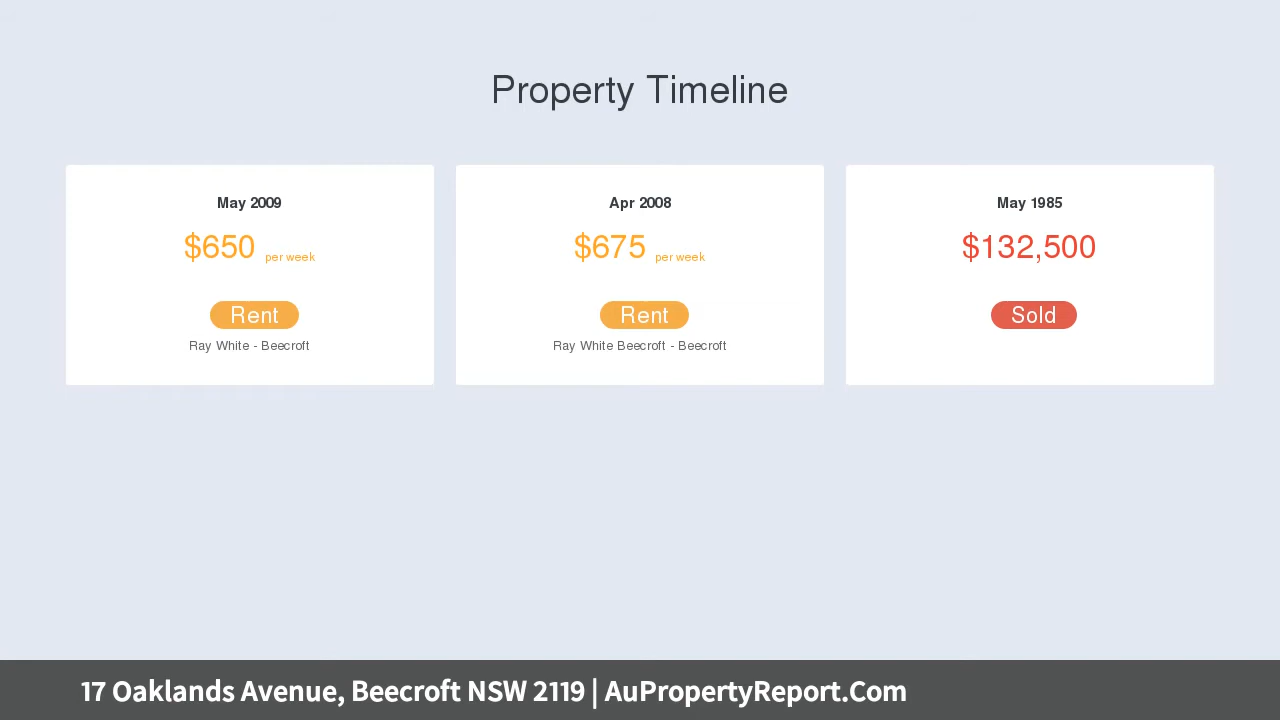 Property Timeline
May 2009
$650 per week
Rent
Ray White - Beecroft
Apr 2008
$675 per week
Rent
Ray White Beecroft - Beecroft
May 1985
$132,500
Sold
17 Oaklands Avenue, Beecroft NSW 2119 | AuPropertyReport.Com